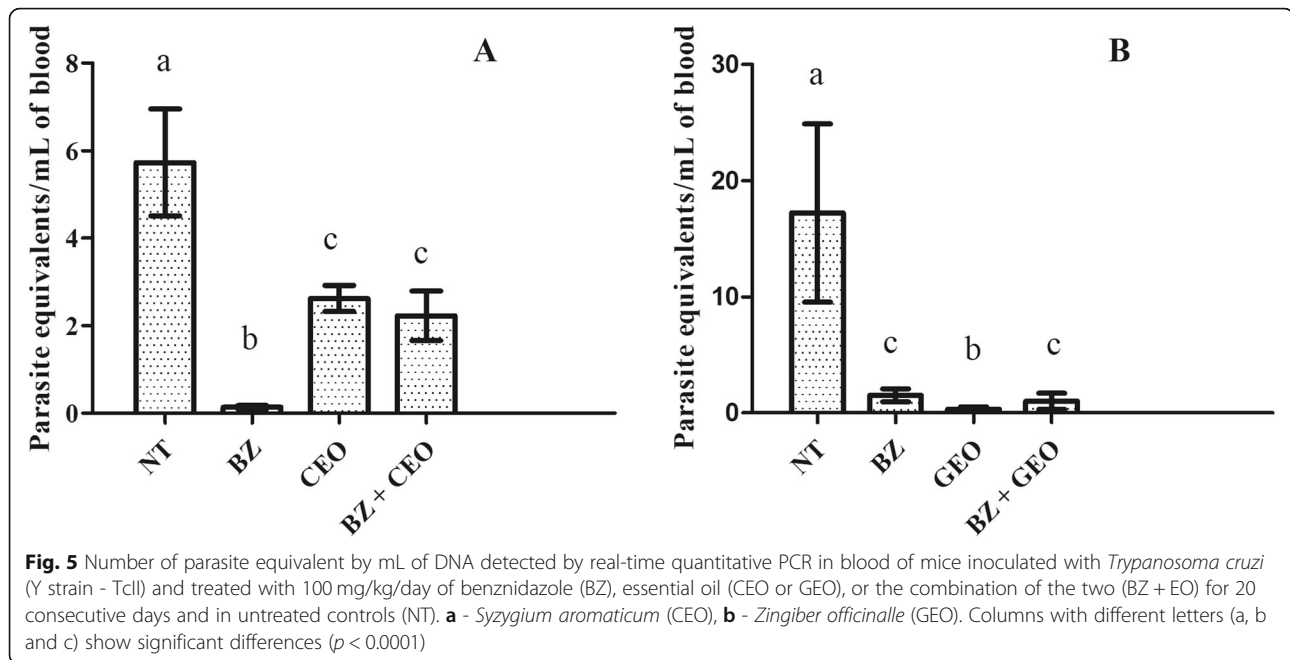 A
Parasite equivalents/mL of blood
8
6
4
2
0
a
b
c
c
NT
BZ
CEO
BZ + CEO
B
Parasite equivalents/mL of blood
30
20
10
0
a
c
b
c
NT
BZ
GEO
BZ + GEO
Fig. 5 Number of parasite equivalent by mL of DNA detected by real-time quantitative PCR in blood of mice inoculated with Trypanosoma cruzi
(Y strain - TcII) and treated with 100 mg/kg/day of benznidazole (BZ), essential oil (CEO or GEO), or the combination of the two (BZ + EO) for 20
consecutive days and in untreated controls (NT). a - Syzygium aromaticum (CEO), b - Zingiber officinalle (GEO). Columns with different letters (a, b
and c) show significant differences (p < 0.0001)